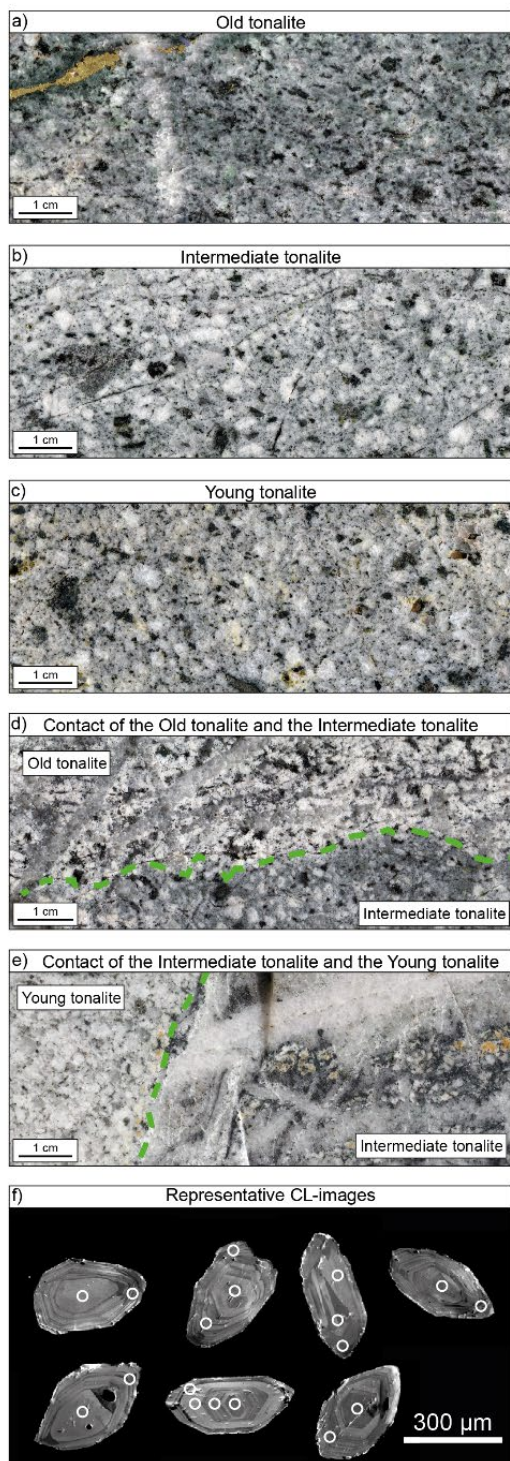 a) Old tonalite
1 cm
b) Intermediate tonalite
1 cm
c) Young tonalite
1 cm
d) Contact of the Old tonalite and the Intermediate tonalite
Old tonalite
1 cm
Intermediate tonalite
e) Contact of the Intermediate tonalite and the Young tonalite
Young tonalite
1 cm
Intermediate tonalite
f) Representative CL-images
300 µm